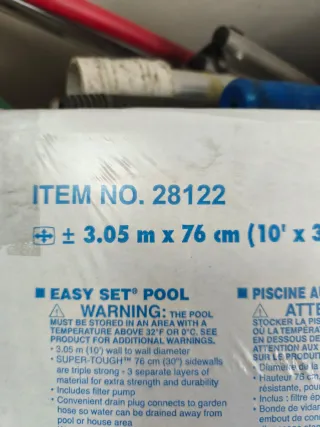 ITEM NO. 28122
± 3.05 m x 76 cm (10' x 3
■ EASY SET® POOL
WARNING: THE POOL
MUST BE STORED IN AN AREA WITH A
TEMPERATURE ABOVE 32°F OR 0°C. SEE
PRODUCT FOR ADDITIONAL WARNINGS.
• 3.05 m (10') wall to wall diameter
• SUPER-TOUGH™ 76 cm (30") sidewalls
are triple strong - 3 separate layers of
material for extra strength and durability
• Includes filter pump
• Convenient drain plug connects to garden
hose so water can be drained away from
pool or house area
■ PISCINE A
ATTE
STOCKER LA PIS
OU LA TEMPÉRA
EN DESSOUS DE
ATTENTION AUX
• Diamètre de la
• Hauteur 76 cm,
résistante, pour
• Inclus : filtre ép
• Bonde de vidan
embout de cond